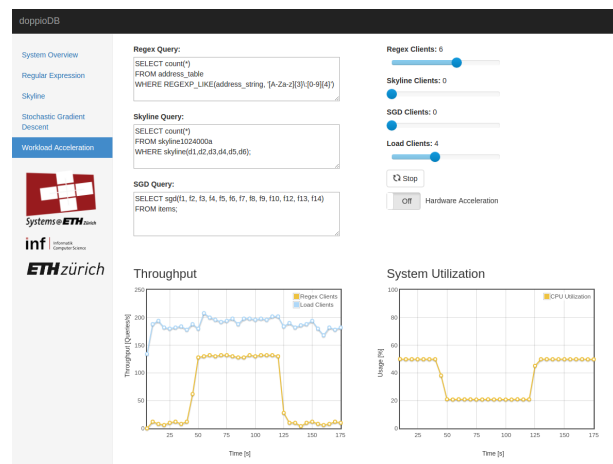 doppioDB
System Overview
Regular Expression
Skyline
Stochastic Gradient
Descent
Workload Acceleration
Systems@ETH Zürich
inf Informatik
Computer Science
ETH zürich
Regex Query:
SELECT count(*)
FROM address_table
WHERE REGEXP_LIKE(address_string, '[A-Za-z]{3}\:[0-9]{4}')
Skyline Query:
SELECT count(*)
FROM skyline1024000a
WHERE skyline(d1,d2,d3,d4,d5,d6);
SGD Query:
SELECT sgd(f1, f2, f3, f4, f5, f6, f7, f8, f9, f10, f12, f13, f14)
FROM items;
Regex Clients: 6
Skyline Clients: 0
SGD Clients: 0
Load Clients: 4
Stop
Off Hardware Acceleration
Throughput
Regex Clients
Load Clients
Throughput [Queries/s]
250
200
150
100
50
0
25 50 75 100 125 150 175
Time [s]
System Utilization
CPU Utilization
Usage [%]
100
80
60
40
20
0
25 50 75 100 125 150 175
Time [s]